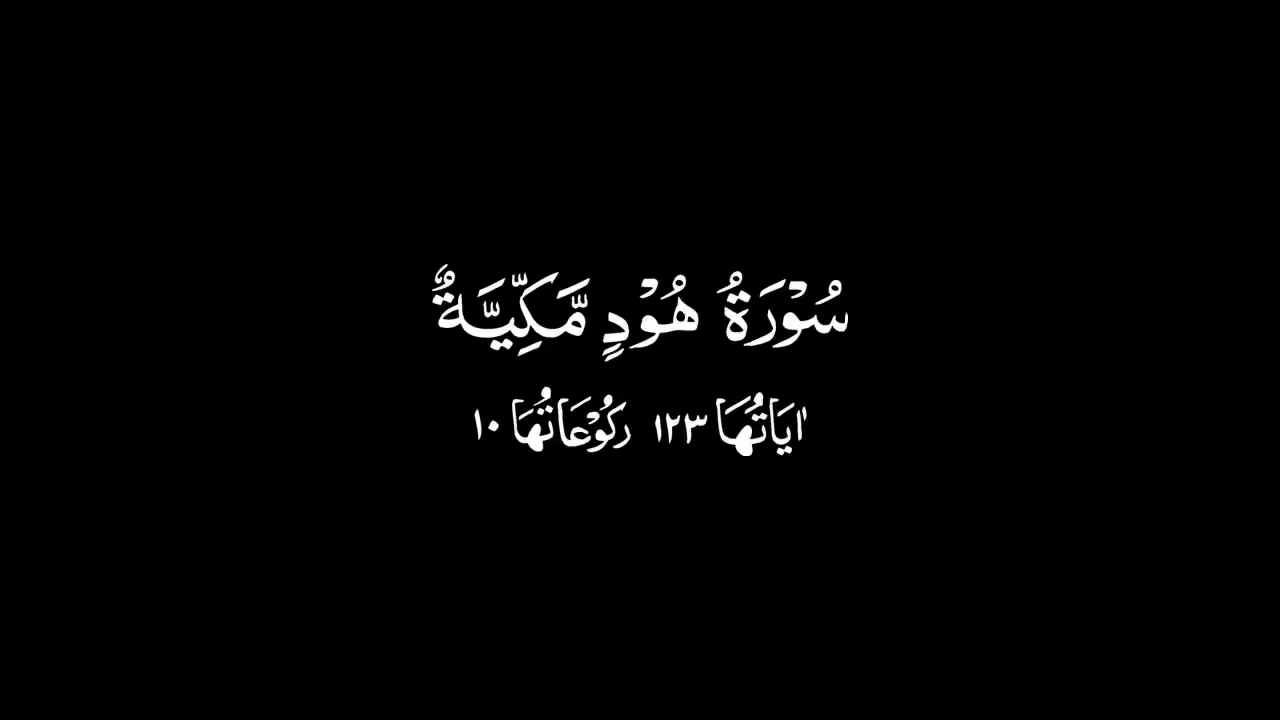 سُوْرَةُ هُوْدٍ مَّكِّيَّةٌ
اٰيَاتُهَا ١٢٣ رَكُوْعَاتُهَا ١٠